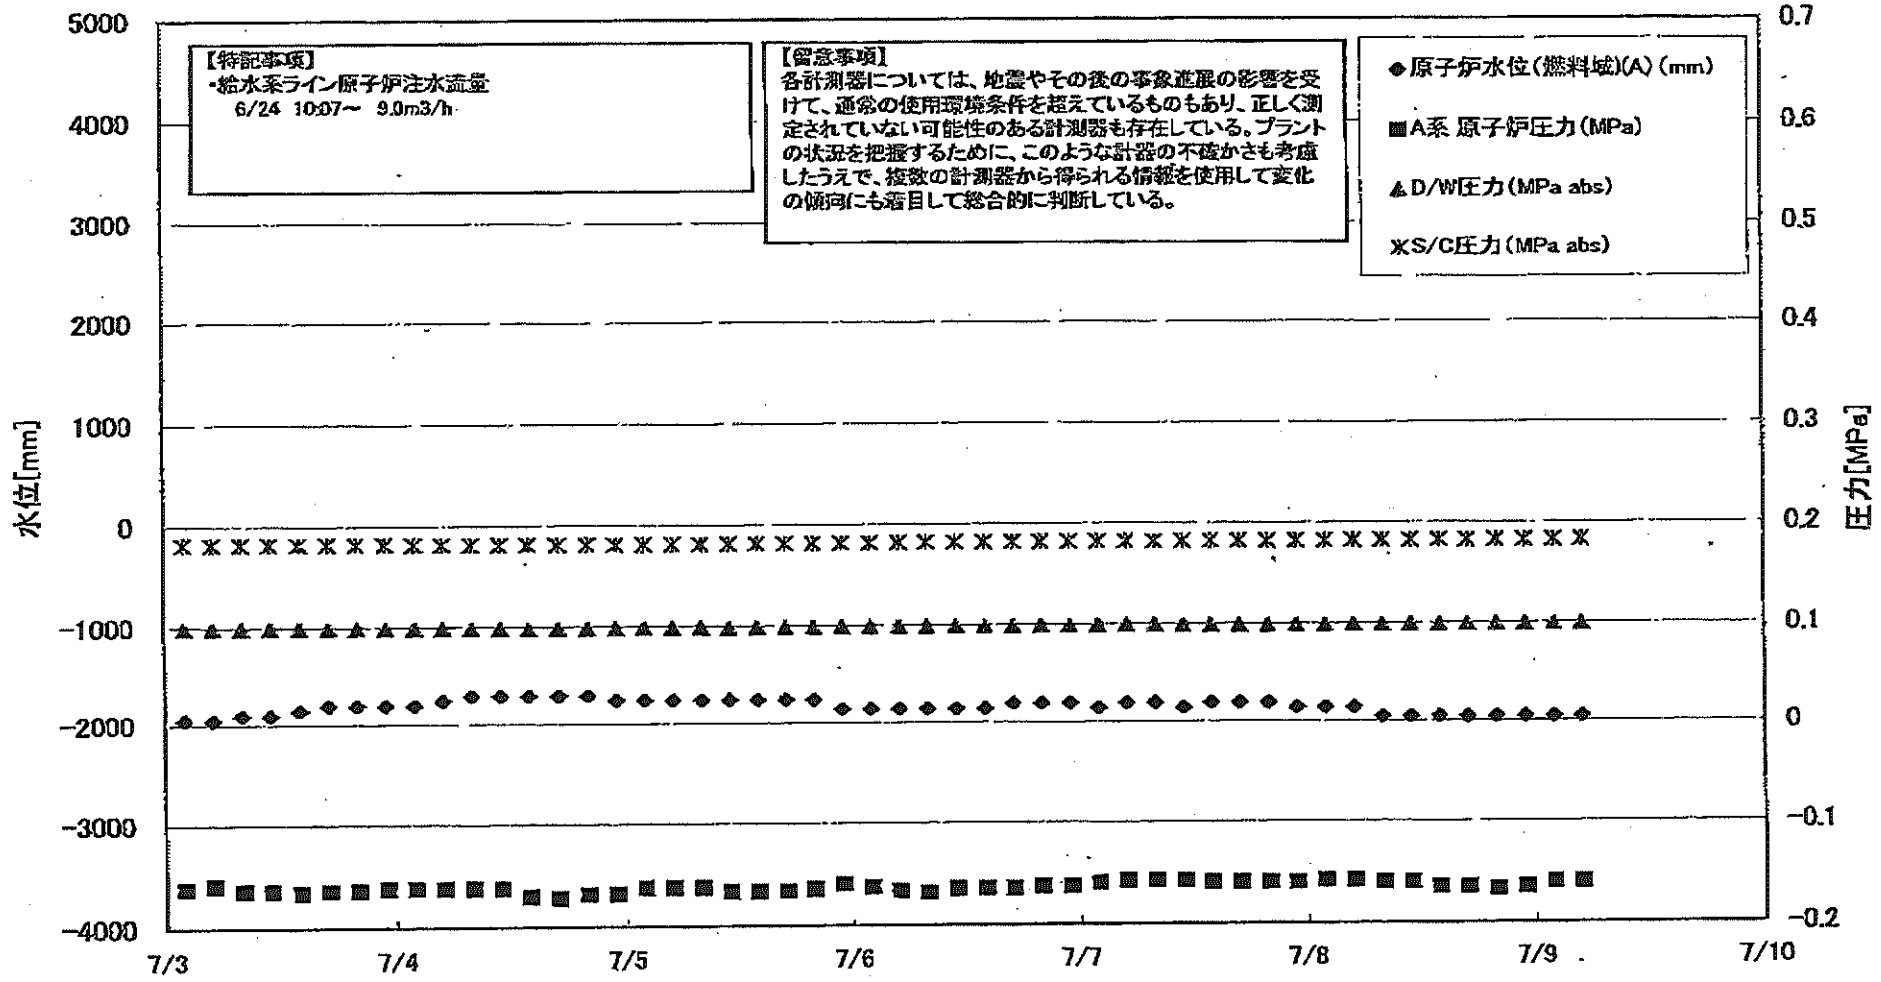 5000
4000
3000
2000
1000
0
-1000
-2000
-3000
-4000
水位[mm]
【特記事項】
・給水系ライン原子炉注水流量
6/24 10:07～ 9.0m3/h
【留意事項】
各計測器については、地震やその後の事象進展の影響を受
けて、通常の使用環境条件を超えているものもあり、正しく測
定されていない可能性のある計測器も存在している。プラント
の状況を把握するために、このような計器の不確かさも考慮
したうえで、複数の計測器から得られる情報を使用して変化
の傾向にも着目して総合的に判断している。
◆原子炉水位(燃料域)(A)(mm)
■A系 原子炉圧力(MPa)
▲D/W圧力(MPa abs)
S/C圧力(MPa abs)
0.7
0.6
0.5
0.4
0.3
0.2
0.1
0
-0.1
-0.2
圧力[MPa]
7/3
7/4
7/5
7/6
7/7
7/8
7/9
7/10